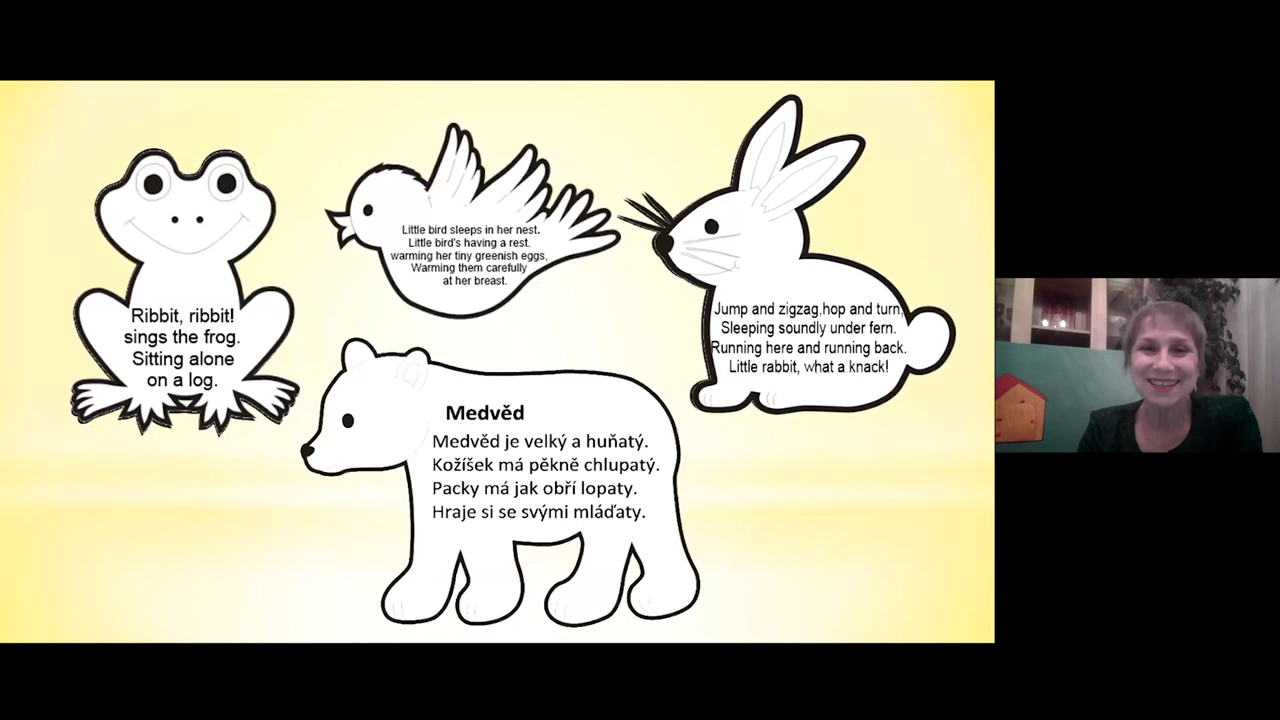 Ribbit, ribbit!
sings the frog.
Sitting alone
on a log.
Little bird sleeps in her nest.
Little bird's having a rest.
warming her tiny greenish eggs,
Warming them carefully
at her breast.
Jump and zigzag,hop and turn,
Sleeping soundly under fern.
Running here and running back.
Little rabbit, what a knack!
Medvěd
Medvěd je velký a huňatý.
Kožíšek má pěkně chlupatý.
Packy má jak obří lopaty.
Hraje si se svými mláďaty.